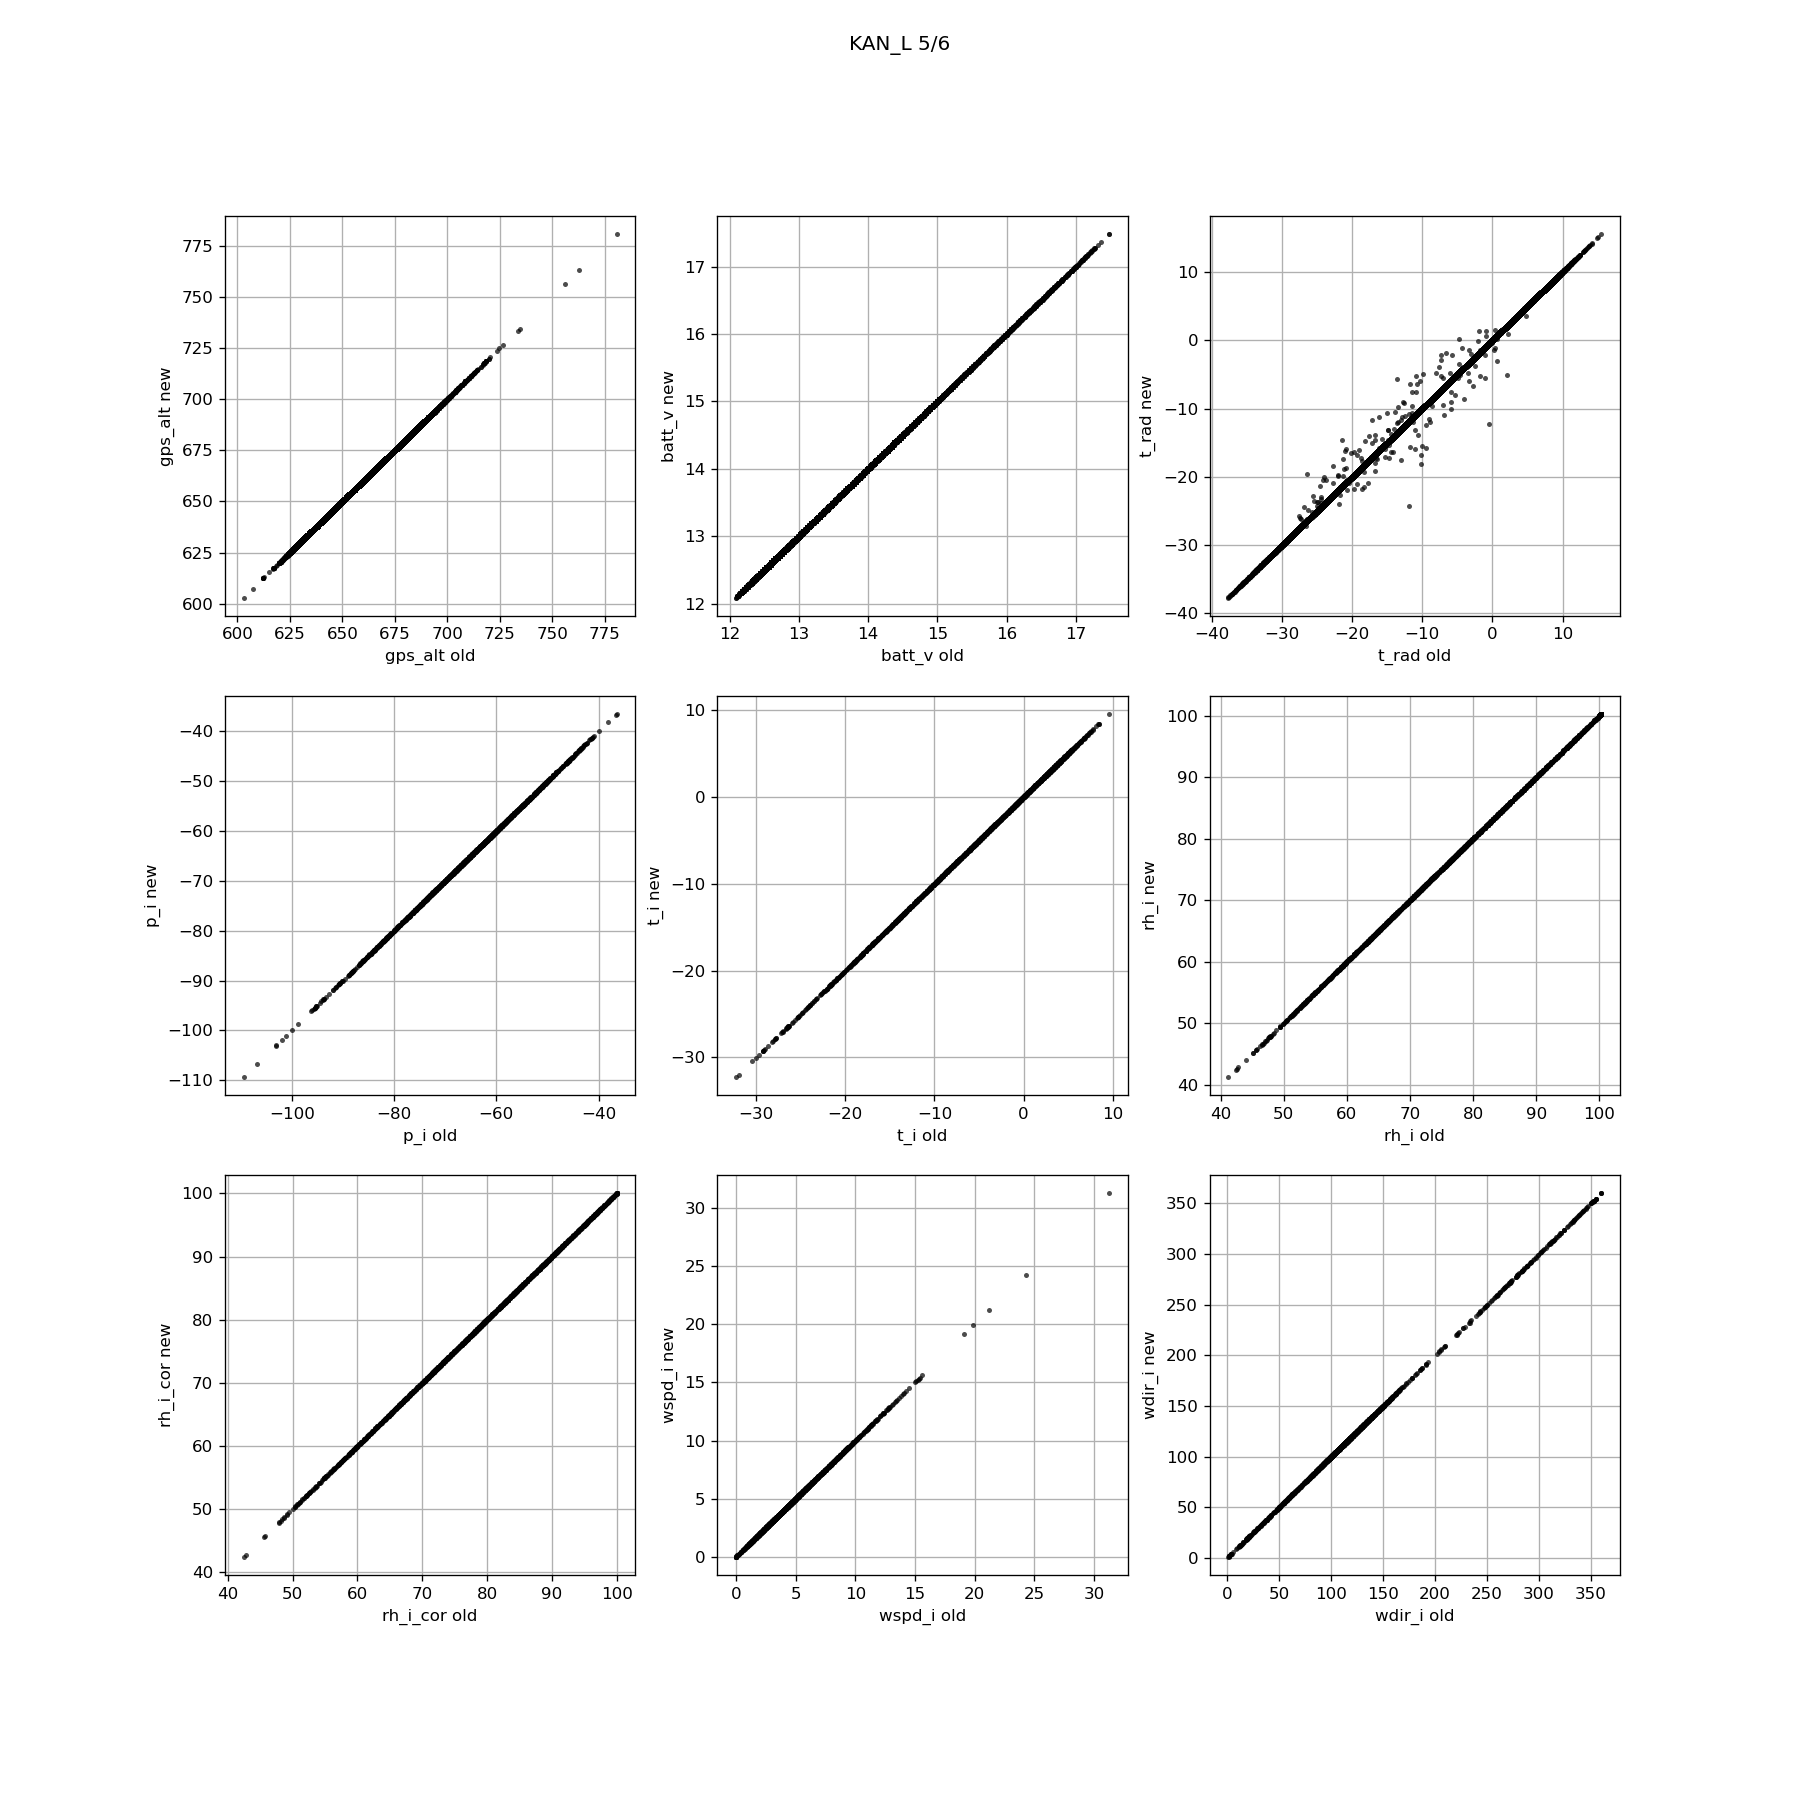 KAN_L 5/6
775
750
725
700
675
650
625
600
gps_alt new
600 625 650 675 700 725 750 775
gps_alt old
17
16
15
14
13
12
batt_v new
12 13 14 15 16 17
batt_v old
10
0
−10
−20
−30
−40
t_rad new
−40 −30 −20 −10 0 10
t_rad old
−40
−50
−60
−70
−80
−90
−100
−110
p_i new
−100 −80 −60 −40
p_i old
10
0
−10
−20
−30
t_i new
−30 −20 −10 0 10
t_i old
100
90
80
70
60
50
40
rh_i new
40 50 60 70 80 90 100
rh_i old
100
90
80
70
60
50
40
rh_i_cor new
40 50 60 70 80 90 100
rh_i_cor old
30
25
20
15
10
5
0
wspd_i new
0 5 10 15 20 25 30
wspd_i old
350
300
250
200
150
100
50
0
wdir_i new
0 50 100 150 200 250 300 350
wdir_i old